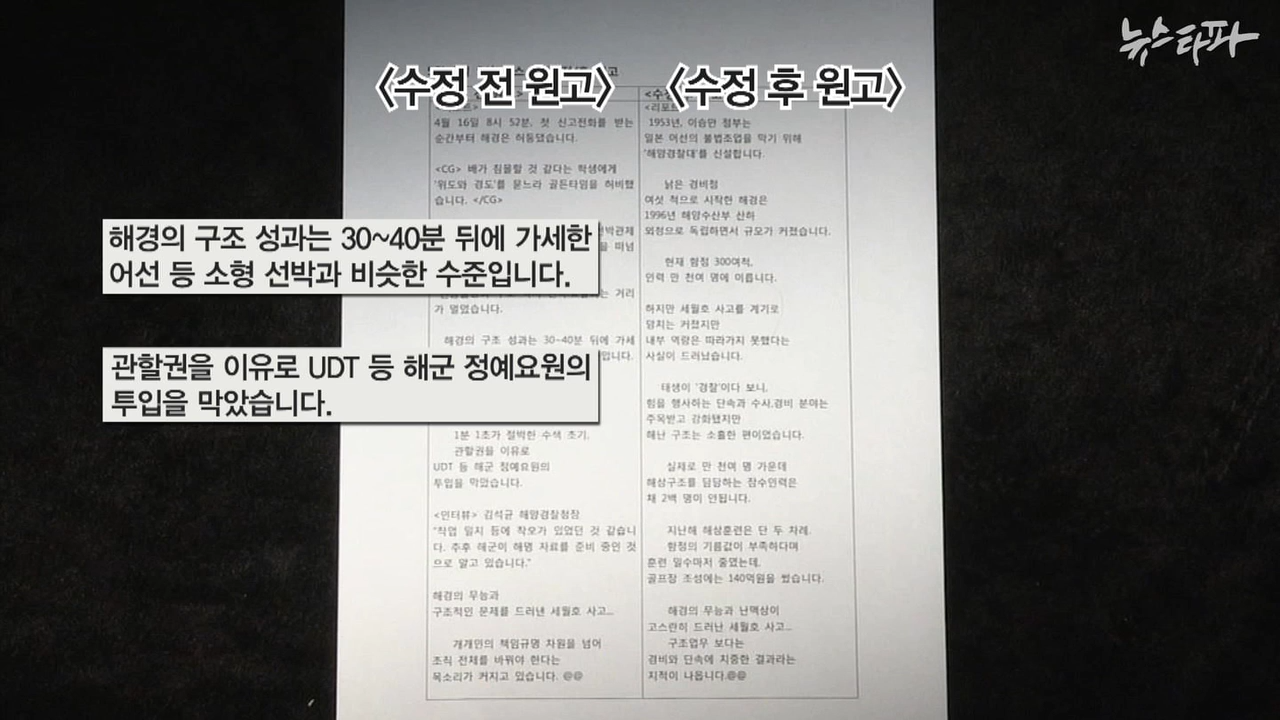 뉴스타파
<수정 전 원고>
<수정 후 원고>
해경의 구조 성과는 30~40분 뒤에 가세한
어선 등 소형 선박과 비슷한 수준입니다.
관할권을 이유로 UDT 등 해군 정예요원의
투입을 막았습니다.
4월 16일 8시 52분, 첫 신고전화를 받는
순간부터 해경은 허둥댔습니다.
<CG> 배가 침몰할 것 같다는 학생에게
'위도와 경도'를 묻느라 골든타임을 허비했
습니다. </CG>
거리
가 멀었습니다.
해경의 구조 성과는 30~40분 뒤에 가세
1분 1초가 절박한 수색 초기,
관할권을 이유로
UDT 등 해군 정예요원의
투입을 막았습니다.
<인터뷰> 김석균 해양경찰청장
"작업 일지 등에 착오가 있었던 것 같습니
다. 추후 해군이 해명 자료를 준비 중인 것
으로 알고 있습니다."
해경의 무능과
구조적인 문제를 드러낸 세월호 사고...
개개인의 책임규명 차원을 넘어
조직 전체를 바꿔야 한다는
목소리가 커지고 있습니다. @@
<리포트>
1953년, 이승만 정부는
일본 어선의 불법조업을 막기 위해
'해양경찰대'를 신설합니다.
낡은 경비정
여섯 척으로 시작한 해경은
1996년 해양수산부 산하
외청으로 독립하면서 규모가 커졌습니다.
현재 함정 300여척,
인력 만 천여 명에 이릅니다.
하지만 세월호 사고를 계기로
덩치는 커졌지만
내부 역량은 따라가지 못했다는
사실이 드러났습니다.
태생이 '경찰'이다 보니,
힘을 행사하는 단속과 수사,경비 분야는
주목받고 강화됐지만
해난 구조는 소홀한 편이었습니다.
실제로 만 천여 명 가운데
해상구조를 담당하는 잠수인력은
채 2백 명이 안됩니다.
지난해 해상훈련은 단 두 차례.
함정의 기름값이 부족하다며
훈련 일수마저 줄였는데,
골프장 조성에는 140억원을 썼습니다.
해경의 무능과 난맥상이
고스란히 드러난 세월호 사고...
구조업무 보다는
경비와 단속에 치중한 결과라는
지적이 나옵니다.@@